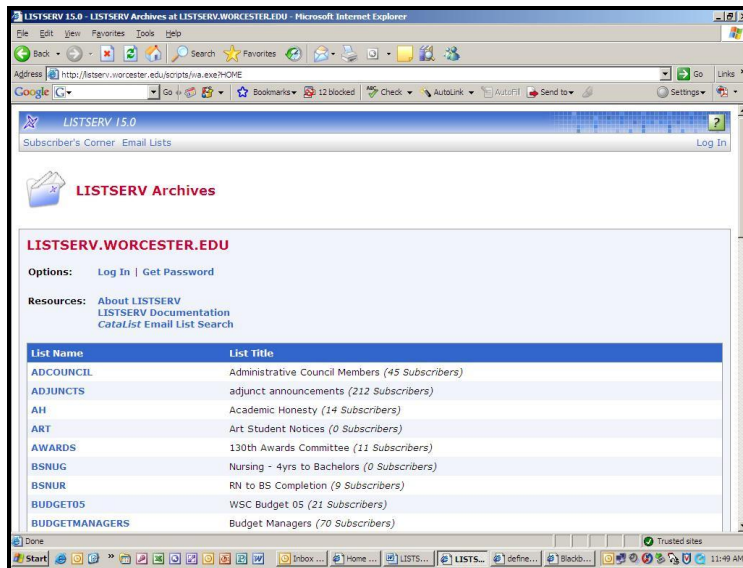 LISTSERV 15.0 - LISTSERV Archives at LISTSERV.WORCESTER.EDU - Microsoft Internet Explorer
File Edit View Favorites Tools Help
Back Search Favorites
Address http://listserv.worcester.edu/scripts/wa.exe?HOME Go Links
Google G Go Bookmarks 12 blocked Check AutoLink AutoFill Send to Settings
LISTSERV 15.0 ?
Subscriber's Corner Email Lists Log In
LISTSERV Archives
LISTSERV.WORCESTER.EDU
Options: Log In | Get Password
Resources: About LISTSERV
LISTSERV Documentation
CataList Email List Search
List Name List Title
ADCOUNCIL Administrative Council Members (45 Subscribers)
ADJUNCTS adjunct announcements (212 Subscribers)
AH Academic Honesty (14 Subscribers)
ART Art Student Notices (0 Subscribers)
AWARDS 130th Awards Committee (11 Subscribers)
BSNUG Nursing - 4yrs to Bachelors (0 Subscribers)
BSNUR RN to BS Completion (9 Subscribers)
BUDGET05 WSC Budget 05 (21 Subscribers)
BUDGETMANAGERS Budget Managers (70 Subscribers)
Done Trusted sites
Start Inbox ... Home ... LISTS... LISTS... define... Blackb... 11:49 AM